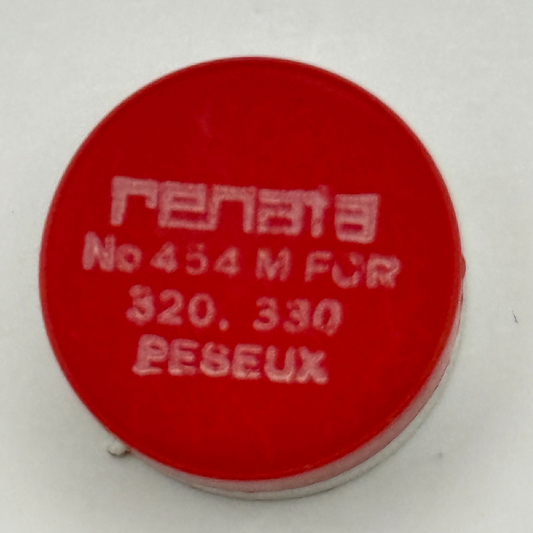 renata
No 454 M FOR
320. 330
PESEUX